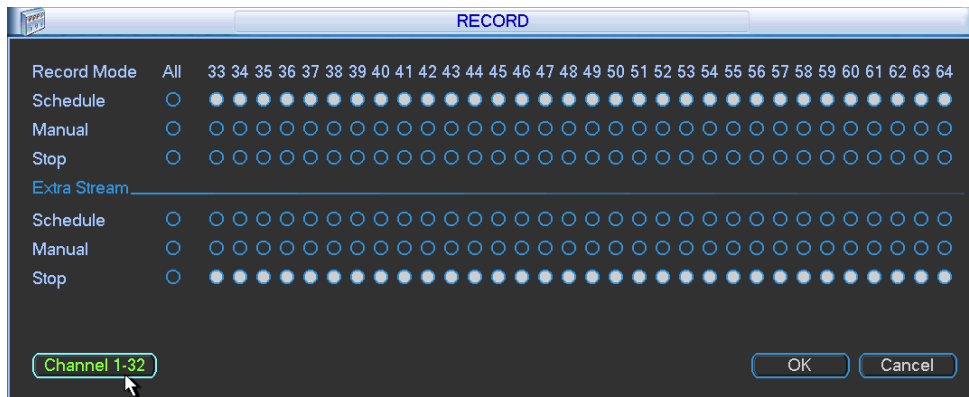 RECORD
Record Mode All 33 34 35 36 37 38 39 40 41 42 43 44 45 46 47 48 49 50 51 52 53 54 55 56 57 58 59 60 61 62 63 64
Schedule
Manual
Stop
Extra Stream
Schedule
Manual
Stop
Channel 1-32 OK Cancel